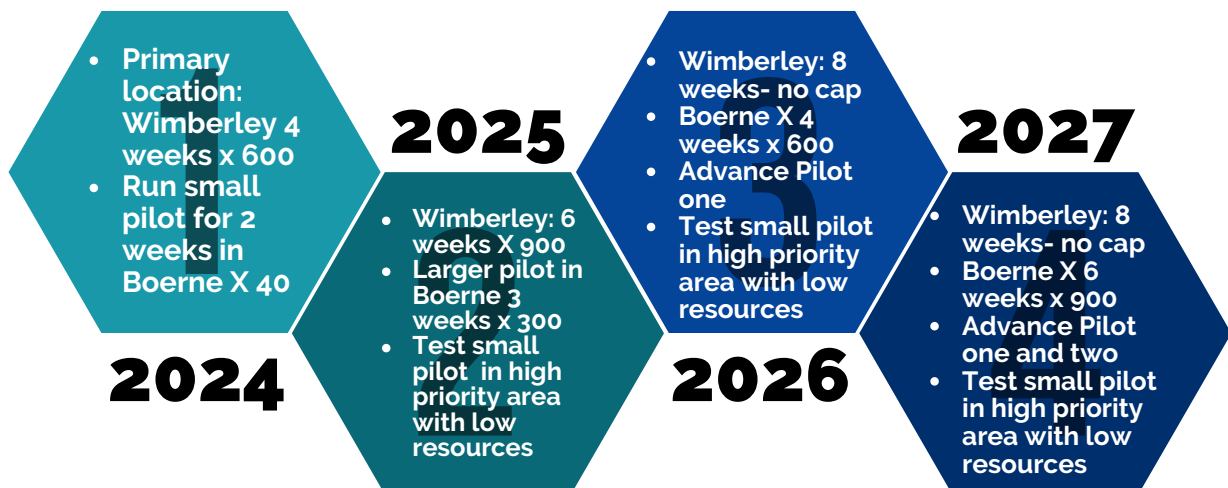 1
• Primary
location:
Wimberley 4
weeks x 600
• Run small
pilot for 2
weeks in
Boerne X 40
2024
2025
2
• Wimberley: 6
weeks X 900
• Larger pilot in
Boerne 3
weeks x 300
• Test small
pilot in high
priority area
with low
resources
3
• Wimberley: 8
weeks- no cap
• Boerne X 4
weeks x 600
• Advance Pilot
one
• Test small pilot
in high priority
area with low
resources
2026
2027
4
• Wimberley: 8
weeks- no cap
• Boerne X 6
weeks x 900
• Advance Pilot
one and two
• Test small pilot
in high priority
area with low
resources